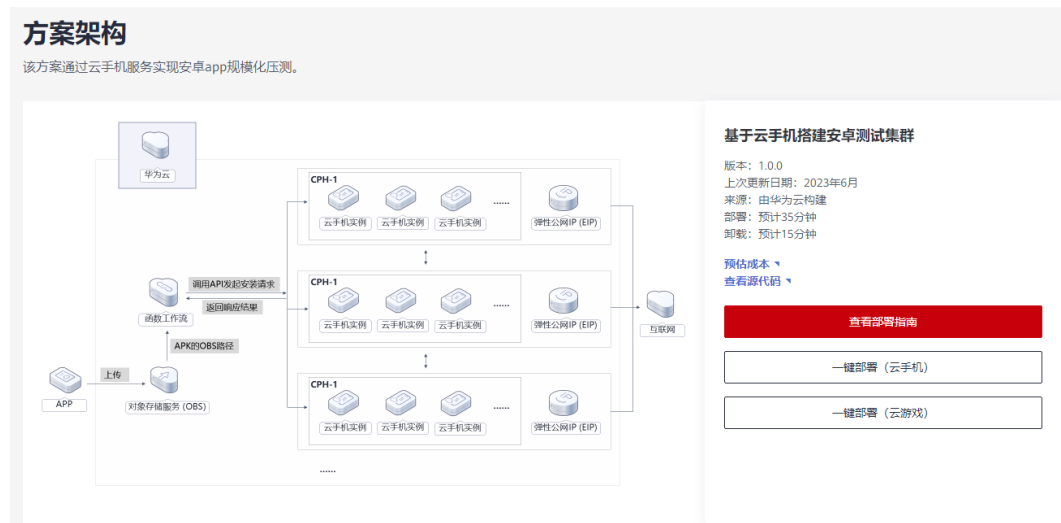 方案架构
该方案通过云手机服务实现安卓app规模化压测。
华为云
CPH-1
云手机实例
云手机实例
云手机实例
......
弹性公网IP (EIP)
调用API发起安装请求
返回响应结果
函数工作流
CPH-1
云手机实例
云手机实例
云手机实例
......
弹性公网IP (EIP)
互联网
APK的OBS路径
上传
APP
对象存储服务 (OBS)
CPH-1
云手机实例
云手机实例
云手机实例
......
弹性公网IP (EIP)
......
基于云手机搭建安卓测试集群
版本：1.0.0
上次更新日期：2023年6月
来源：由华为云构建
部署：预计35分钟
卸载：预计15分钟
预估成本
查看源代码
查看部署指南
一键部署（云手机）
一键部署（云游戏）